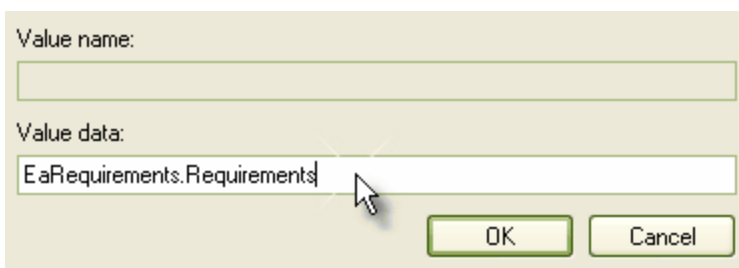 Value name:
Value data:
EaRequirements.Requirements
OK Cancel